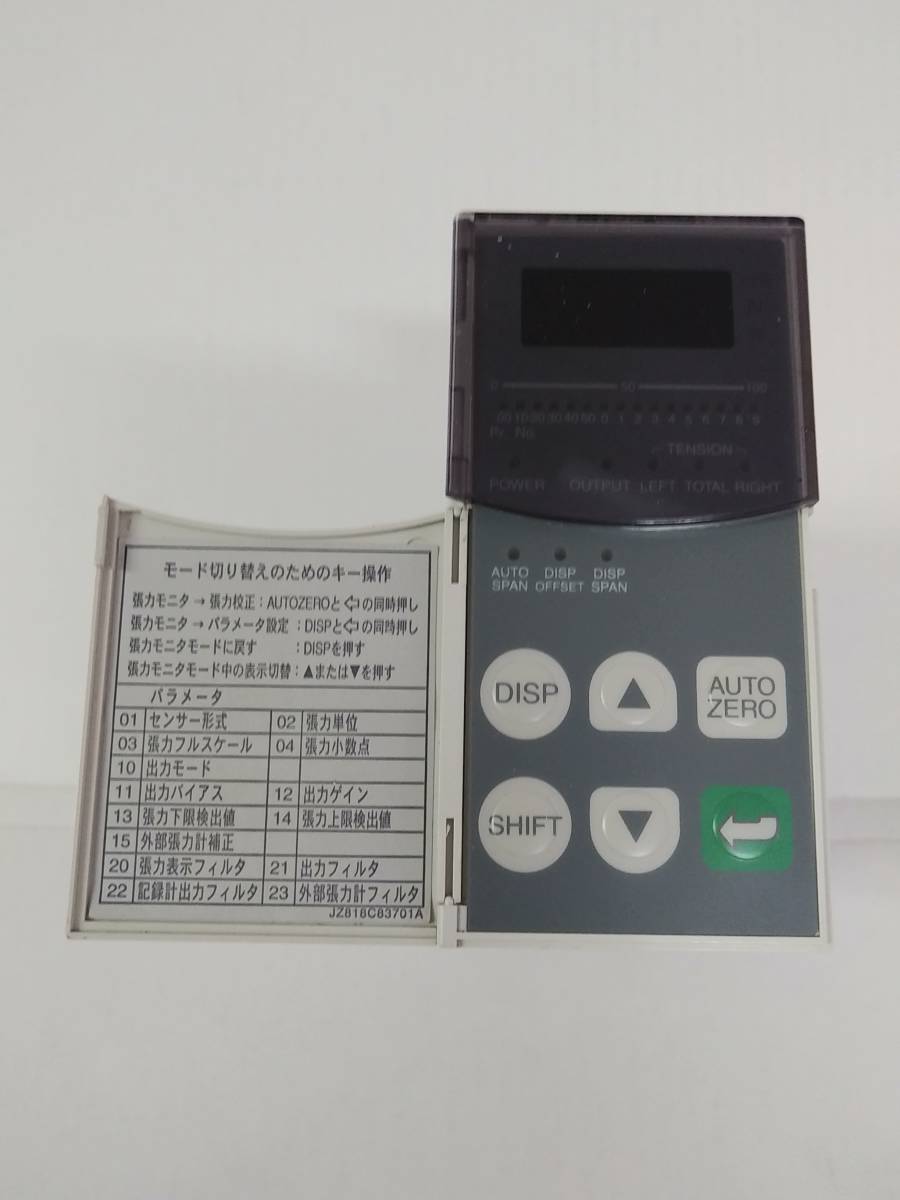 0 50 100
00 10 20 30 40 50 0 1 2 3 4 5 6 7 8 9
Pr. No.
TENSION
POWER OUTPUT LEFT TOTAL RIGHT
AUTO SPAN
DISP OFFSET
DISP SPAN
DISP
▲
AUTO ZERO
SHIFT
▼
モード切り替えのためのキー操作
張力モニタ → 張力校正：AUTOZEROと⇦の同時押し
張力モニタ → パラメータ設定 ：DISPと⇦の同時押し
張力モニタモードに戻す ：DISPを押す
張力モニタモード中の表示切替：▲または▼を押す
パラメータ
01 センサー形式 02 張力単位
03 張力フルスケール 04 張力小数点
10 出力モード
11 出力バイアス 12 出力ゲイン
13 張力下限検出値 14 張力上限検出値
15 外部張力計補正
20 張力表示フィルタ 21 出力フィルタ
22 記録計出力フィルタ 23 外部張力計フィルタ
JZ818C83701A